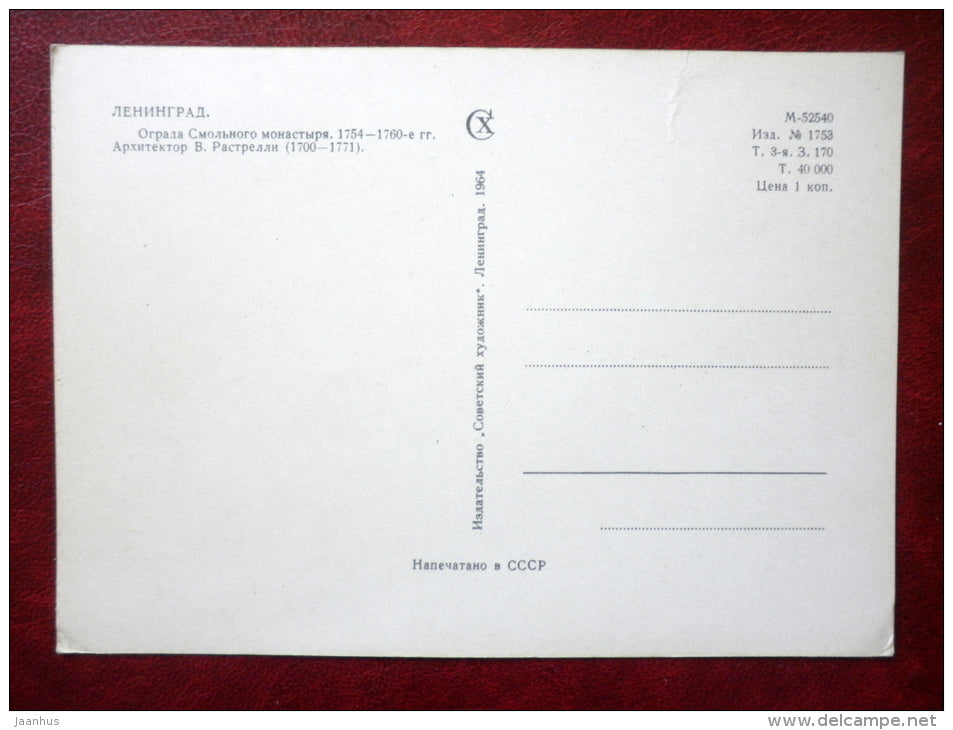 ЛЕНИНГРАД.
Ограда Смольного монастыря. 1754—1760-е гг.
Архитектор В. Растрелли (1700—1771).
СХ
М-52540
Изд. № 1753
Т. 3-я. З. 170
Т. 40 000
Цена 1 коп.
Издательство „Советский художник“. Ленинград. 1964
Напечатано в СССР
jaanhus
www.delcampe.net